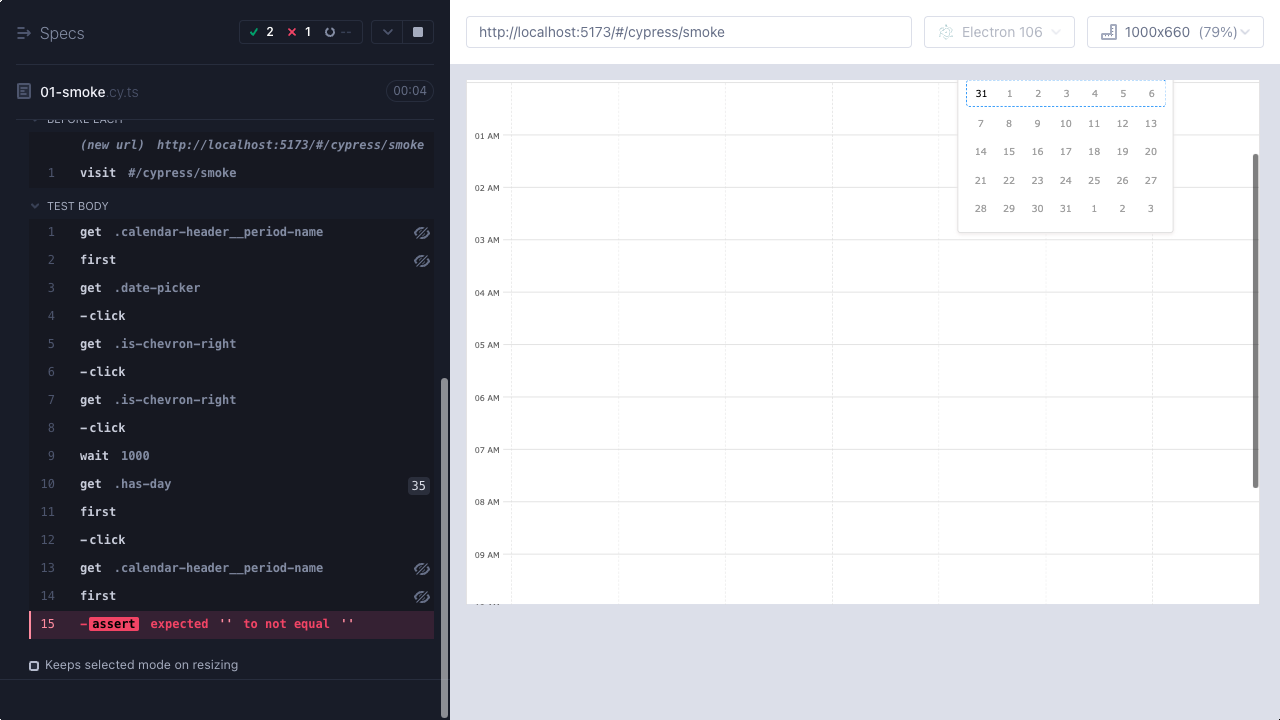 Specs
2
1
--
01-smoke.cy.ts
00:04
BEFORE EACH
(new url) http://localhost:5173/#/cypress/smoke
1 visit #/cypress/smoke
TEST BODY
1 get .calendar-header__period-name
2 first
3 get .date-picker
4 -click
5 get .is-chevron-right
6 -click
7 get .is-chevron-right
8 -click
9 wait 1000
10 get .has-day 35
11 first
12 -click
13 get .calendar-header__period-name
14 first
15 -assert expected '' to not equal ''
Keeps selected mode on resizing
http://localhost:5173/#/cypress/smoke
Electron 106
1000x660 (79%)
31 1 2 3 4 5 6
7 8 9 10 11 12 13
14 15 16 17 18 19 20
21 22 23 24 25 26 27
28 29 30 31 1 2 3
01 AM
02 AM
03 AM
04 AM
05 AM
06 AM
07 AM
08 AM
09 AM